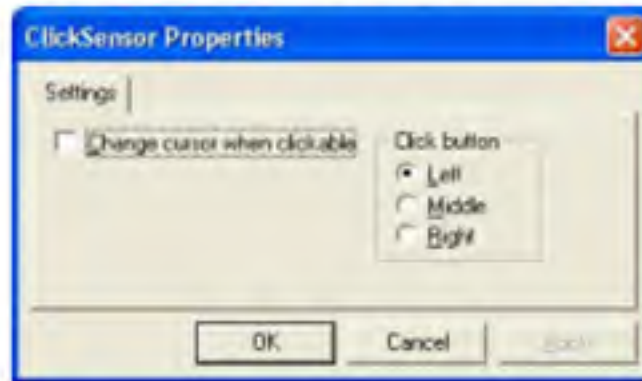 ClickSensor Properties
Settings
Change cursor when clickable
Click button
Left
Middle
Right
OK
Cancel